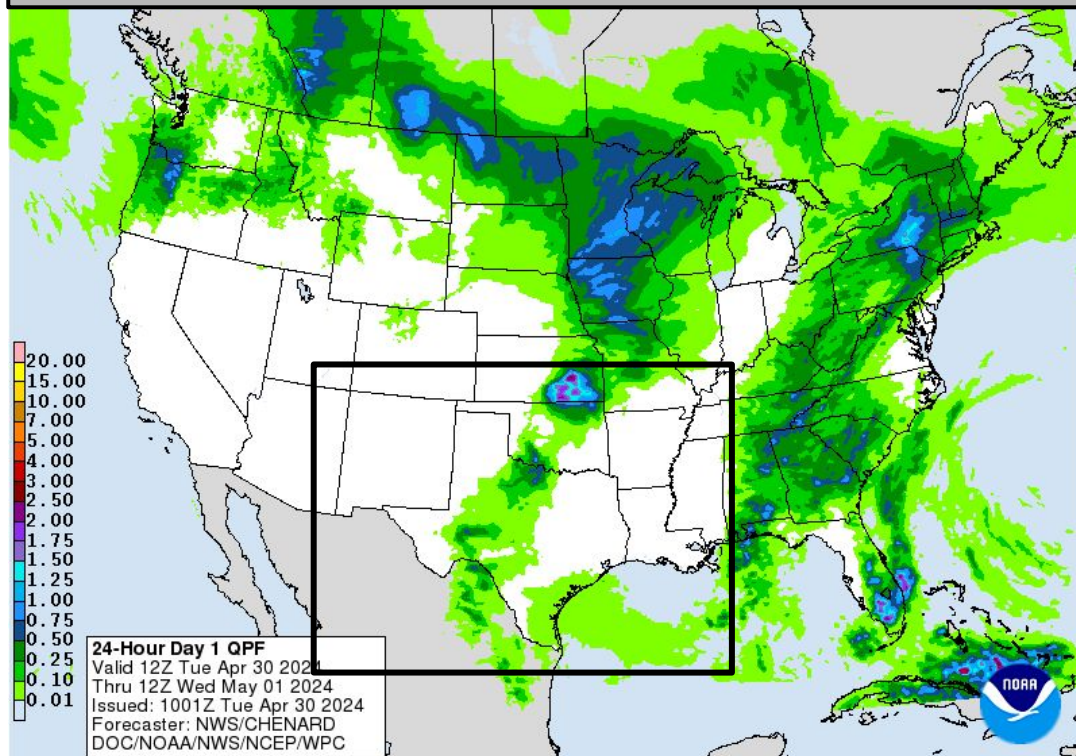 20.00
15.00
10.00
7.00
5.00
4.00
3.00
2.50
2.00
1.75
1.50
1.25
1.00
0.75
0.50
0.25
0.10
0.01
24-Hour Day 1 QPF
Valid 12Z Tue Apr 30 2024
Thru 12Z Wed May 01 2024
Issued: 1001Z Tue Apr 30 2024
Forecaster: NWS/CHENARD
DOC/NOAA/NWS/NCEP/WPC
NOAA